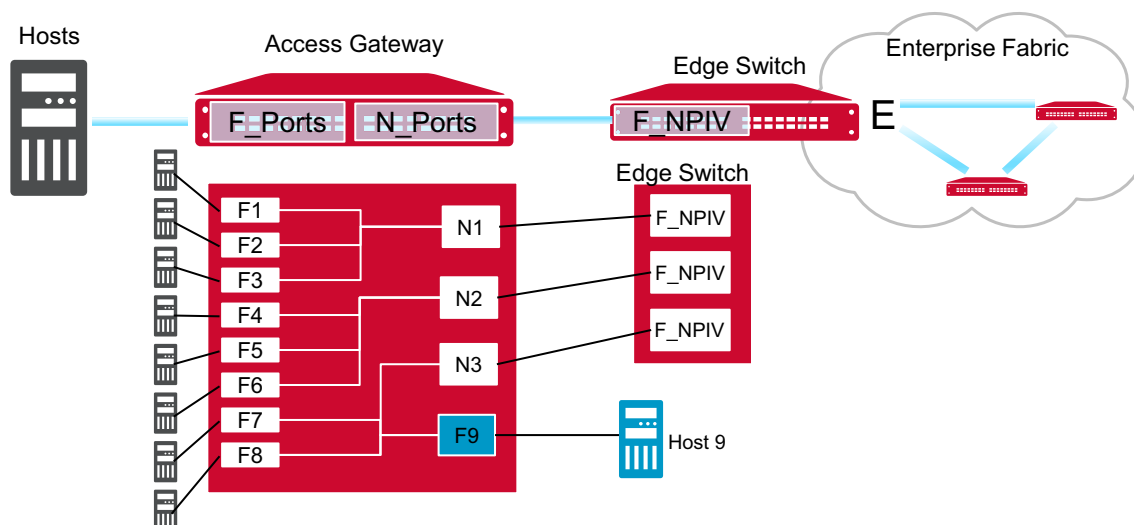 Hosts
Access Gateway
Edge Switch
Enterprise Fabric
F_Ports
N_Ports
F_NPIV
E
Edge Switch
F1
F2
F3
F4
F5
F6
F7
F8
N1
N2
N3
F9
F_NPIV
F_NPIV
F_NPIV
Host 9